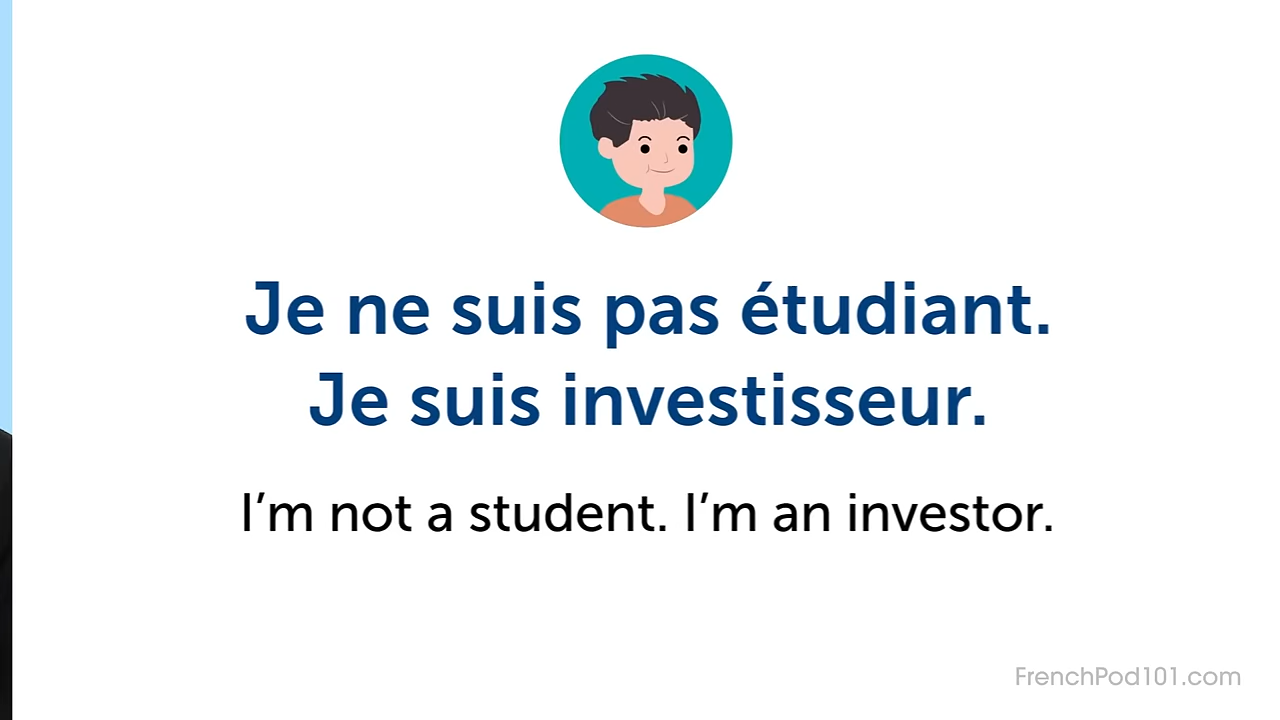 Je ne suis pas étudiant.
Je suis investisseur.
I’m not a student. I’m an investor.
FrenchPod101.com